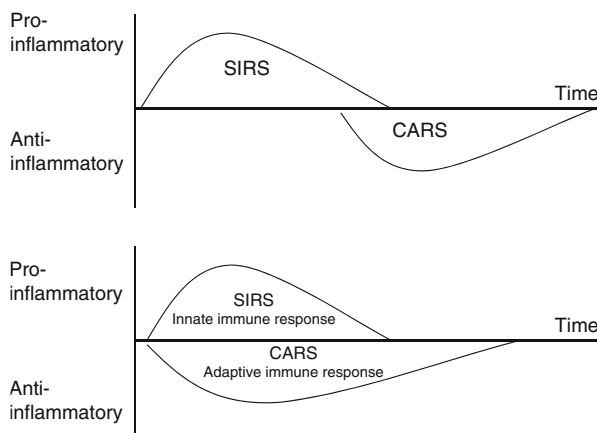 Pro-
inflammatory
SIRS
Time
Anti-
inflammatory
CARS
Pro-
inflammatory
SIRS
Innate immune response
Time
CARS
Adaptive immune response
Anti-
inflammatory